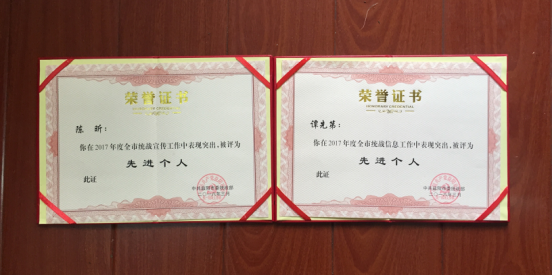 荣誉证书
陈 昕：
你在2017年度全市统战宣传工作中表现突出，被评为
先进个人
此证
荣誉证书
谭光第：
你在2017年度全市统战信息工作中表现突出，被评为
先进个人
此证